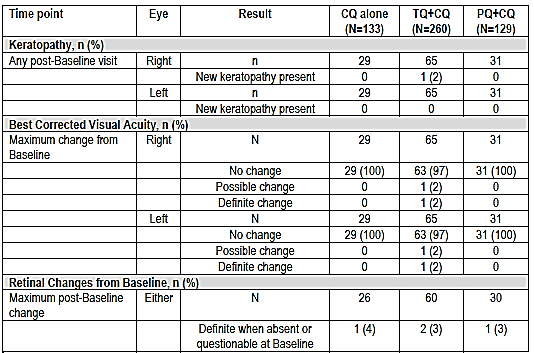 Time point Eye Result CQ alone (N=133) TQ+CQ (N=260) PQ+CQ (N=129)
Keratopathy, n (%)
Any post-Baseline visit Right n 29 65 31
New keratopathy present 0 1 (2) 0
Left n 29 65 31
New keratopathy present 0 0 0
Best Corrected Visual Acuity, n (%)
Maximum change from Baseline Right N 29 65 31
No change 29 (100) 63 (97) 31 (100)
Possible change 0 1 (2) 0
Definite change 0 1 (2) 0
Left N 29 65 31
No change 29 (100) 63 (97) 31 (100)
Possible change 0 1 (2) 0
Definite change 0 1 (2) 0
Retinal Changes from Baseline, n (%)
Maximum post-Baseline change Either N 26 60 30
Definite when absent or questionable at Baseline 1 (4) 2 (3) 1 (3)